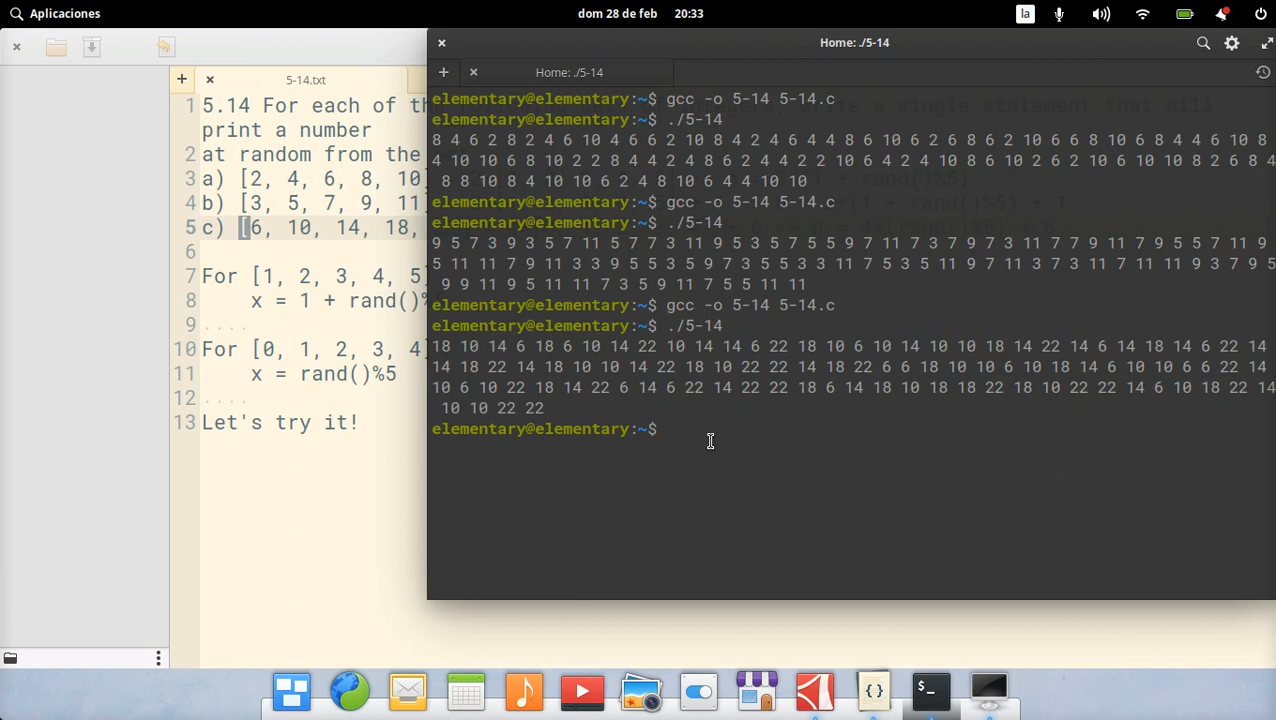 Aplicaciones
dom 28 de feb 20:33
la
Home: ./5-14
5-14.txt
Home: ./5-14
1 5.14 For each of th
print a number
2 at random from the
3 a) [2, 4, 6, 8, 10]
4 b) [3, 5, 7, 9, 11]
5 c) [6, 10, 14, 18,
6
7 For [1, 2, 3, 4, 5]
8 x = 1 + rand()%
9 ....
10 For [0, 1, 2, 3, 4]
11 x = rand()%5
12 ....
13 Let's try it!
elementary@elementary:~$ gcc -o 5-14 5-14.c
elementary@elementary:~$ ./5-14
8 4 6 2 8 2 4 6 10 4 6 6 2 10 8 4 2 4 6 4 4 8 6 10 6 2 6 8 6 2 10 6 6 10 8 6 8 4 4 6 10 8
4 10 10 6 8 10 2 2 8 4 4 2 4 8 6 2 4 4 2 2 10 6 4 2 4 10 8 6 10 2 6 2 10 6 10 10 8 2 6 8 4
8 8 10 8 4 10 10 6 2 4 8 10 6 4 4 10 10
elementary@elementary:~$ gcc -o 5-14 5-14.c
elementary@elementary:~$ ./5-14
9 5 7 3 9 3 5 7 11 5 7 7 3 11 9 5 3 5 7 5 5 9 7 11 7 3 7 9 7 3 11 7 7 11 9 7 9 5 5 7 11 9
5 11 11 7 9 11 3 3 9 5 5 3 5 9 7 3 5 5 3 3 11 7 5 3 5 11 9 7 11 3 7 3 11 7 11 11 9 3 7 9 5
9 9 11 9 5 11 11 7 3 5 9 11 7 5 5 11 11
elementary@elementary:~$ gcc -o 5-14 5-14.c
elementary@elementary:~$ ./5-14
18 10 14 6 18 6 10 14 22 10 14 14 6 22 18 10 6 10 14 10 10 18 14 22 14 6 14 18 14 6 22 14
14 18 22 14 18 10 10 14 22 18 10 22 22 14 18 22 6 6 18 10 10 6 10 18 14 6 10 10 6 6 22 14
10 6 10 22 18 14 22 6 14 6 22 14 22 22 18 6 14 18 10 18 18 22 18 10 22 22 14 6 10 18 22 14
10 10 22 22
elementary@elementary:~$